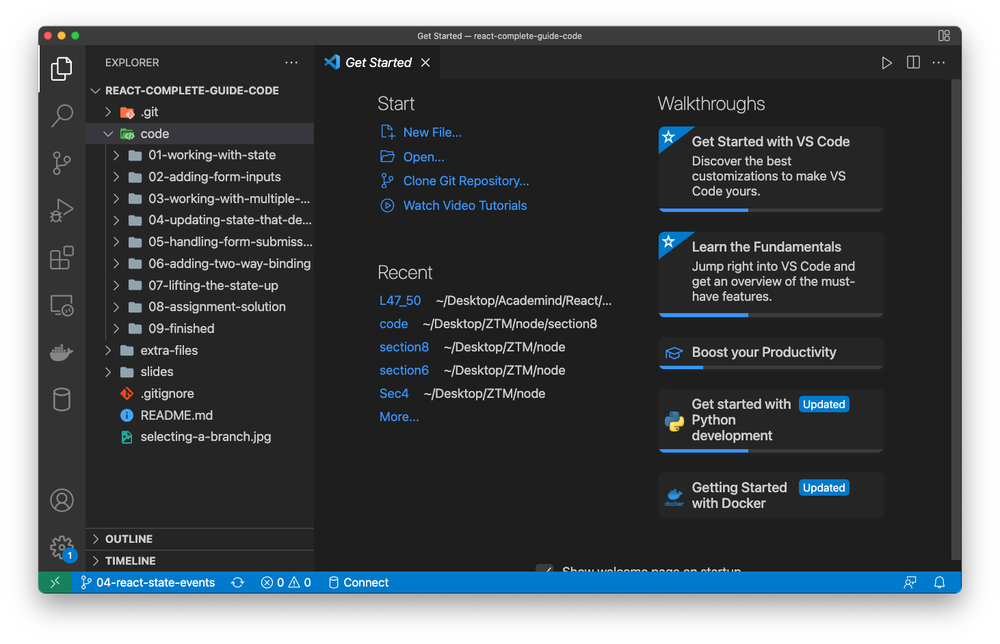 Get Started — react-complete-guide-code
EXPLORER
REACT-COMPLETE-GUIDE-CODE
.git
code
01-working-with-state
02-adding-form-inputs
03-working-with-multiple-...
04-updating-state-that-de...
05-handling-form-submiss...
06-adding-two-way-binding
07-lifting-the-state-up
08-assignment-solution
09-finished
extra-files
slides
.gitignore
README.md
selecting-a-branch.jpg
OUTLINE
TIMELINE
1
Get Started
Start
New File...
Open...
Clone Git Repository...
Watch Video Tutorials
Recent
L47_50 ~/Desktop/Academind/React/...
code ~/Desktop/ZTM/node/section8
section8 ~/Desktop/ZTM/node
section6 ~/Desktop/ZTM/node
Sec4 ~/Desktop/ZTM/node
More...
Walkthroughs
Get Started with VS Code
Discover the best
customizations to make VS
Code yours.
Learn the Fundamentals
Jump right into VS Code and
get an overview of the must-
have features.
Boost your Productivity
Get started with Updated
Python
development
Getting Started Updated
with Docker
docker
Show welcome page on startup
04-react-state-events 0 0 Connect